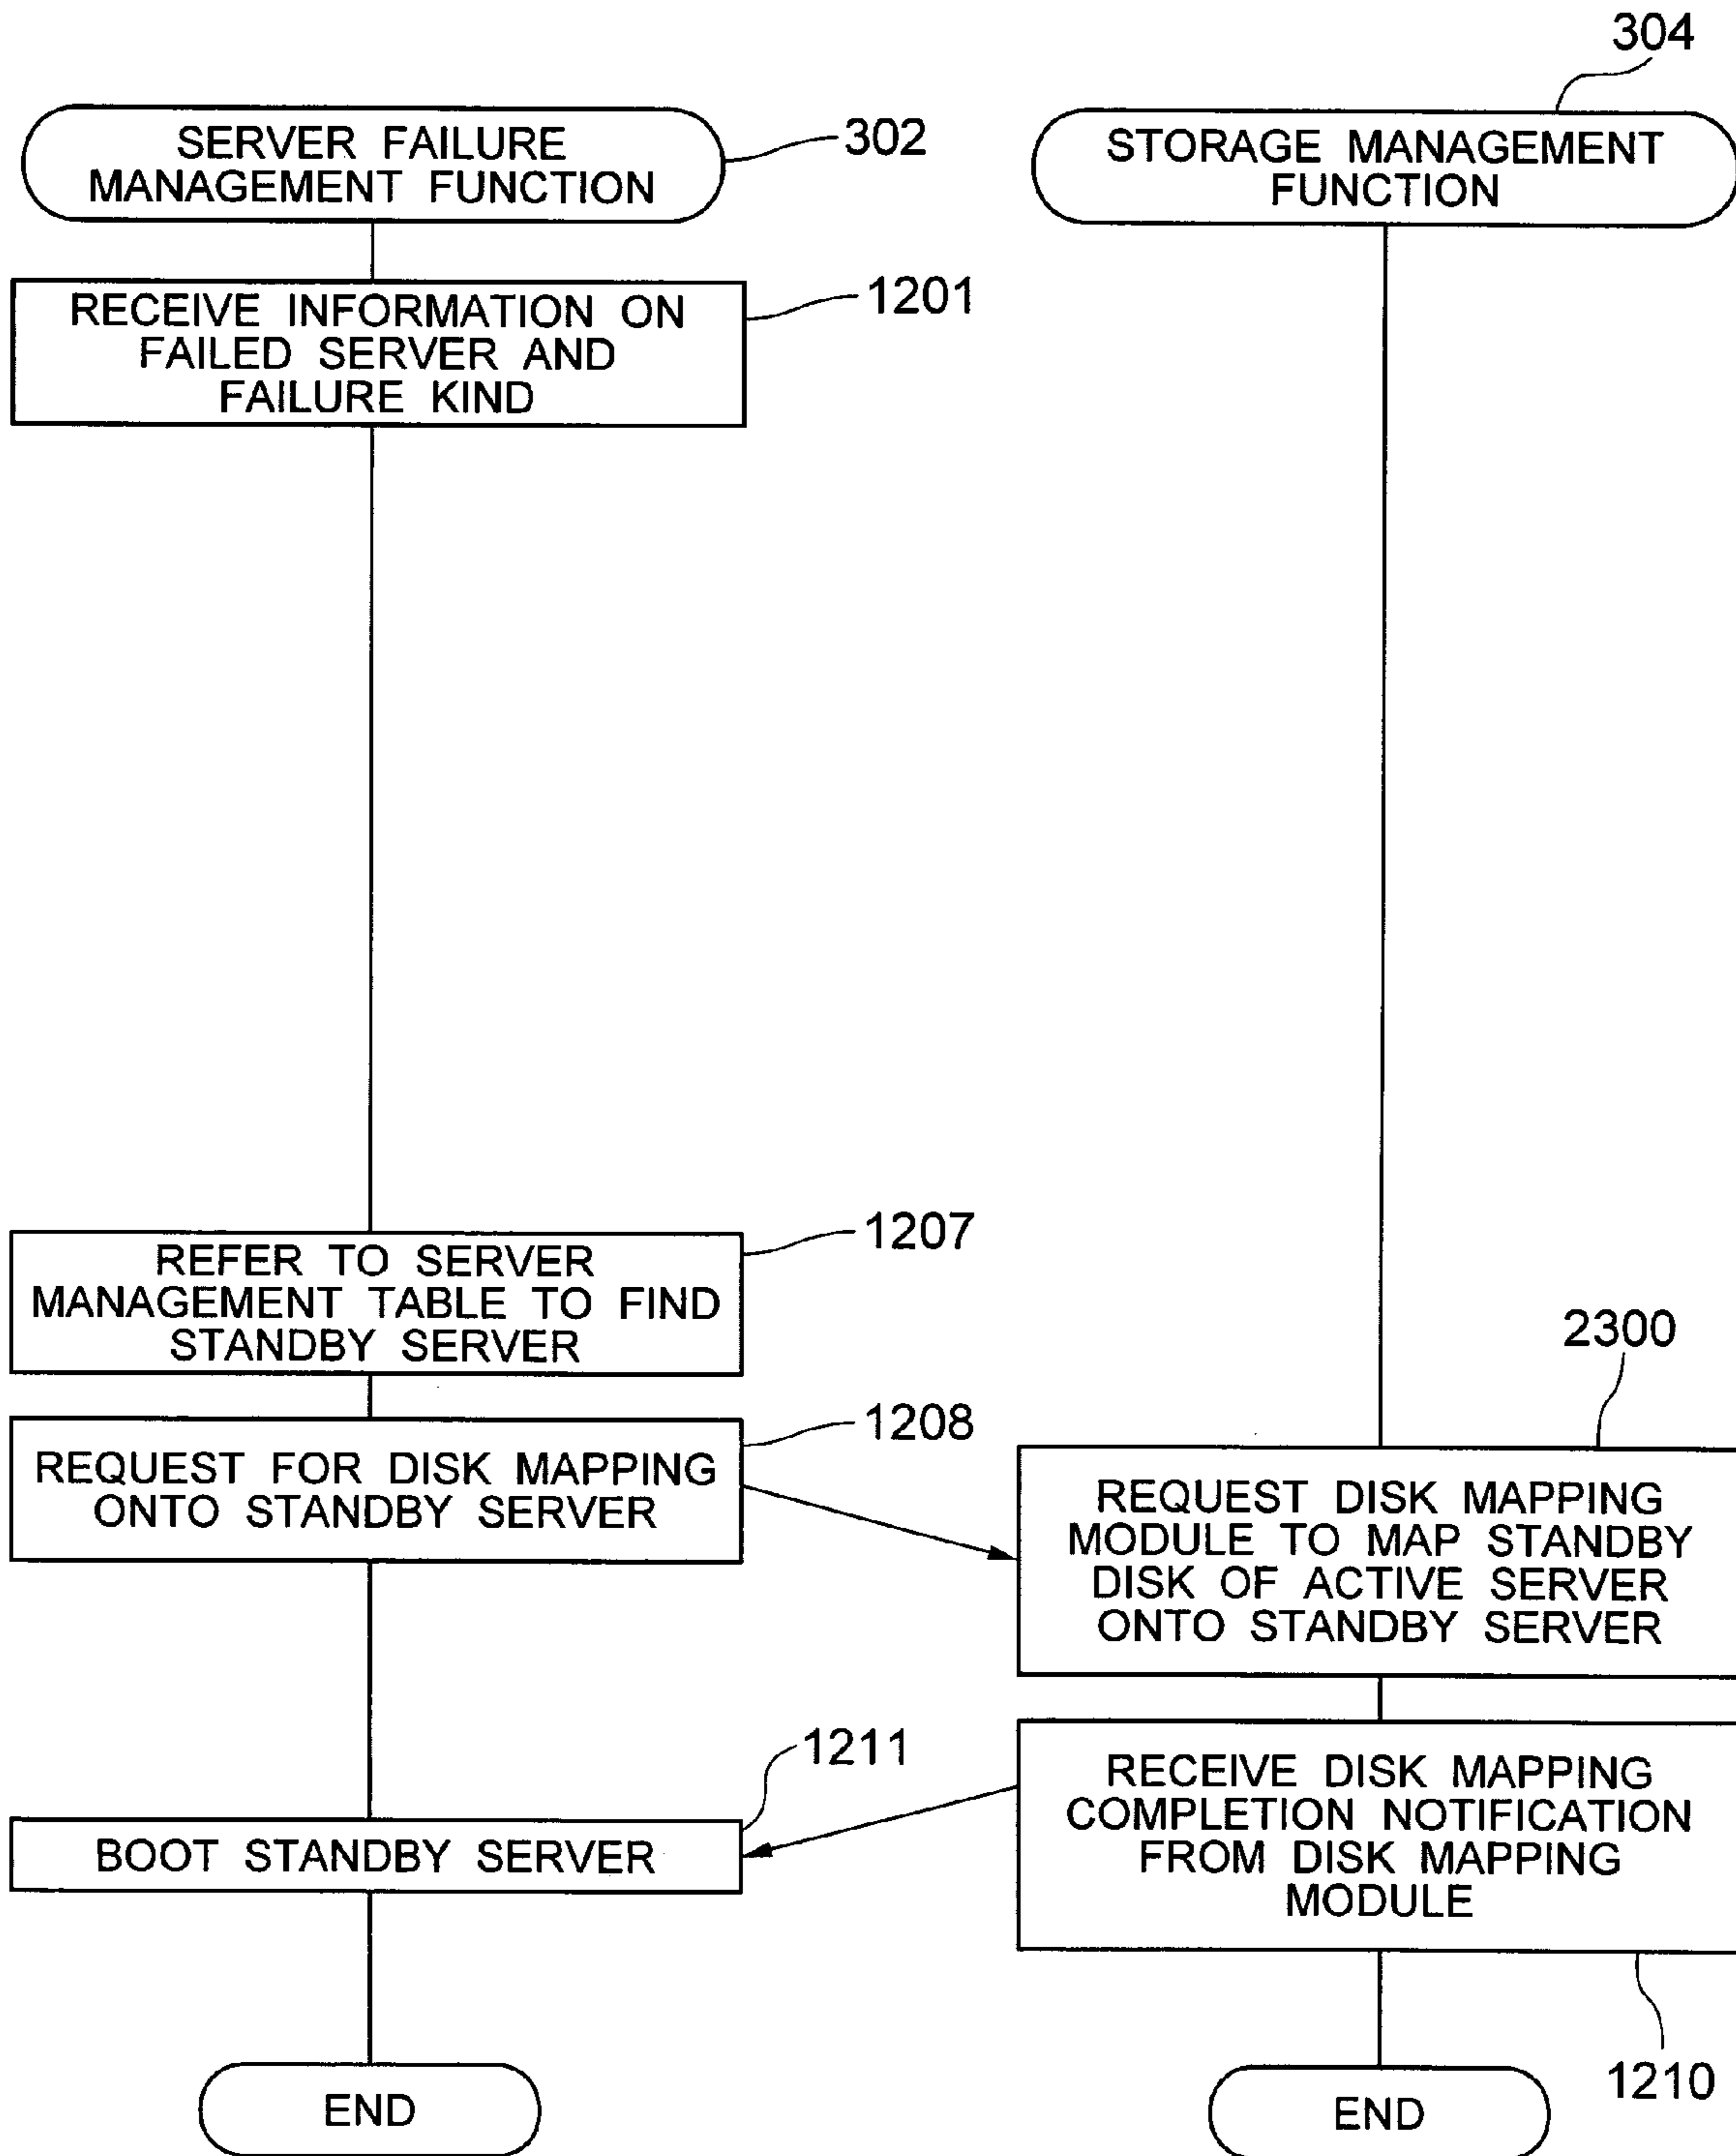 304
SERVER FAILURE
MANAGEMENT FUNCTION
302
STORAGE MANAGEMENT
FUNCTION
RECEIVE INFORMATION ON
FAILED SERVER AND
FAILURE KIND
1201
REFER TO SERVER
MANAGEMENT TABLE TO FIND
STANDBY SERVER
1207
REQUEST FOR DISK MAPPING
ONTO STANDBY SERVER
1208
2300
REQUEST DISK MAPPING
MODULE TO MAP STANDBY
DISK OF ACTIVE SERVER
ONTO STANDBY SERVER
1211
BOOT STANDBY SERVER
RECEIVE DISK MAPPING
COMPLETION NOTIFICATION
FROM DISK MAPPING
MODULE
1210
END
END